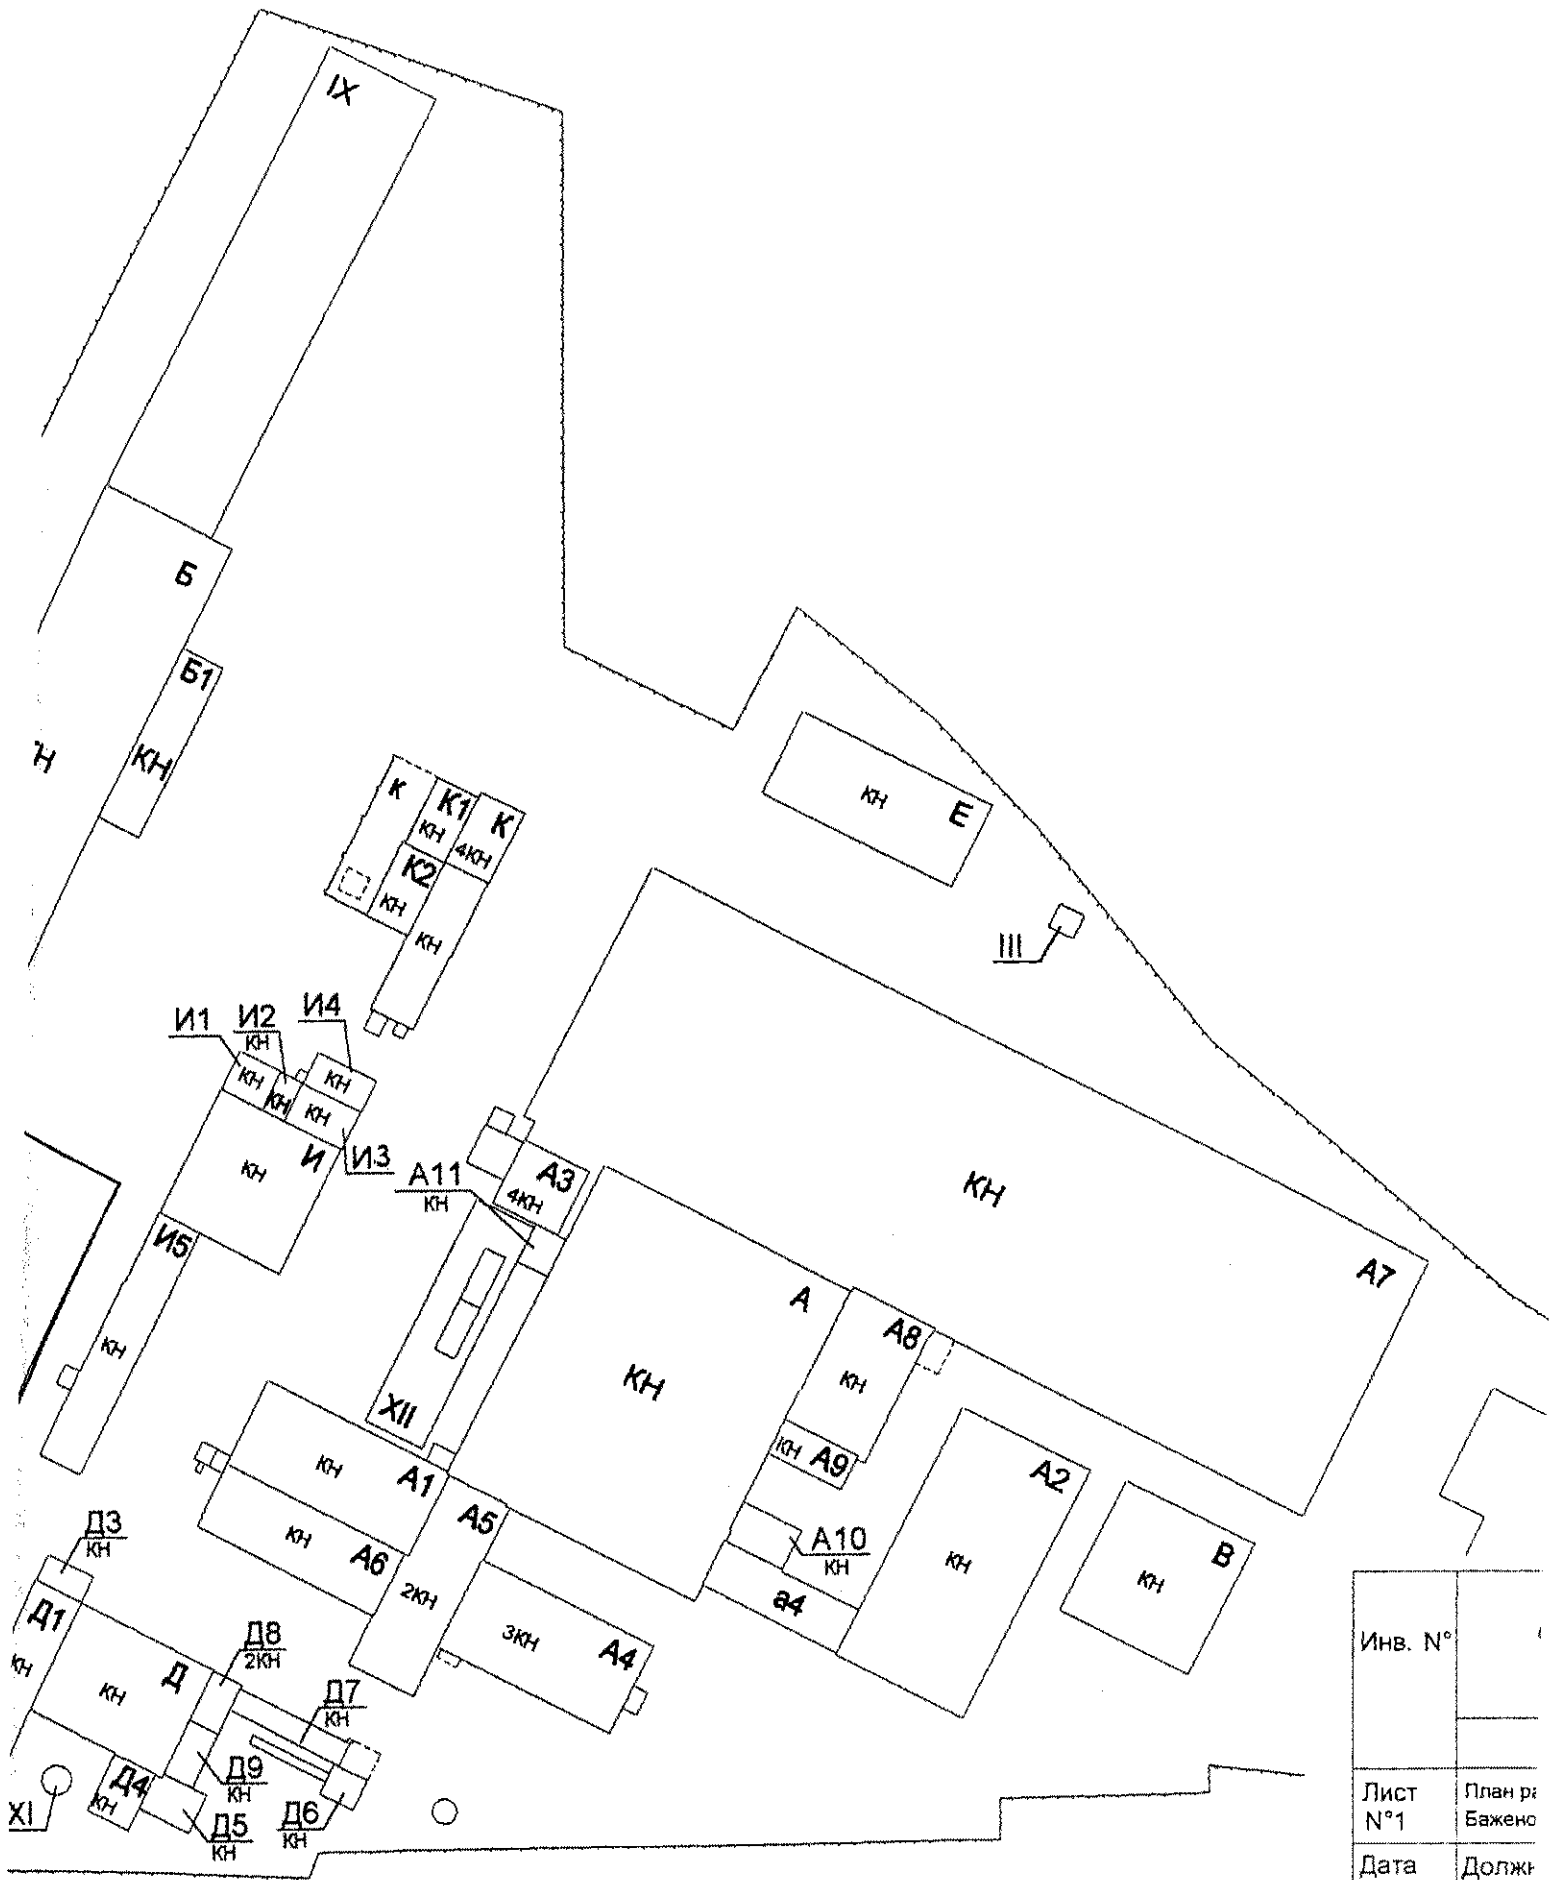 IX
Б
Б1
КН
к
К1
КН
К
4КН
К2
КН
КН
Е
КН
III
И1
И2
КН
И4
КН
КН
КН
КН
И3
И
КН
И5
КН
А11
КН
А3
4КН
КН
А7
А
КН
А8
КН
КН А9
XII
КН
А1
КН
А6
А5
2КН
3КН
А4
А10
КН
а4
А2
КН
В
КН
Д3
КН
Д1
КН
Д
КН
Д8
2КН
Д7
КН
Д9
КН
Д4
КН
Д5
КН
Д6
КН
XI
Инв. N°
Лист
N°1
План
Дата